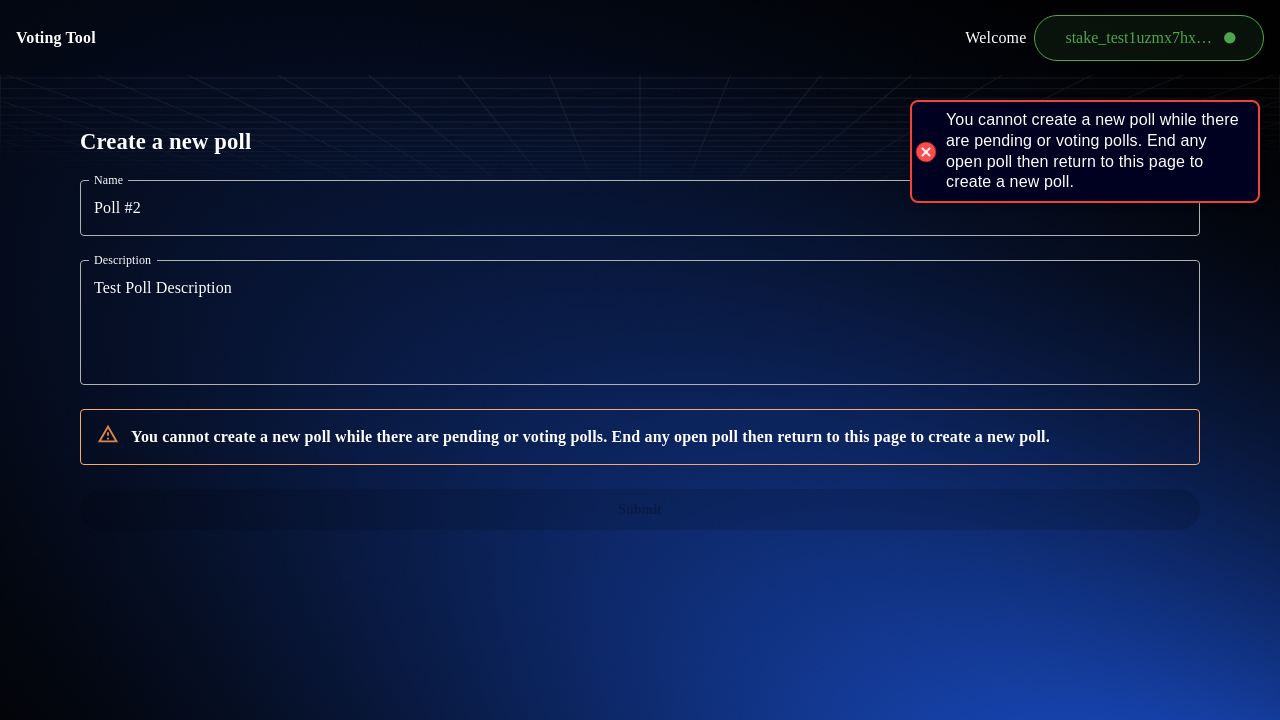 Voting Tool
Welcome
stake_test1uzmx7hx…
You cannot create a new poll while there
are pending or voting polls. End any
open poll then return to this page to
create a new poll.
Create a new poll
Name
Poll #2
Description
Test Poll Description
You cannot create a new poll while there are pending or voting polls. End any open poll then return to this page to create a new poll.
Submit